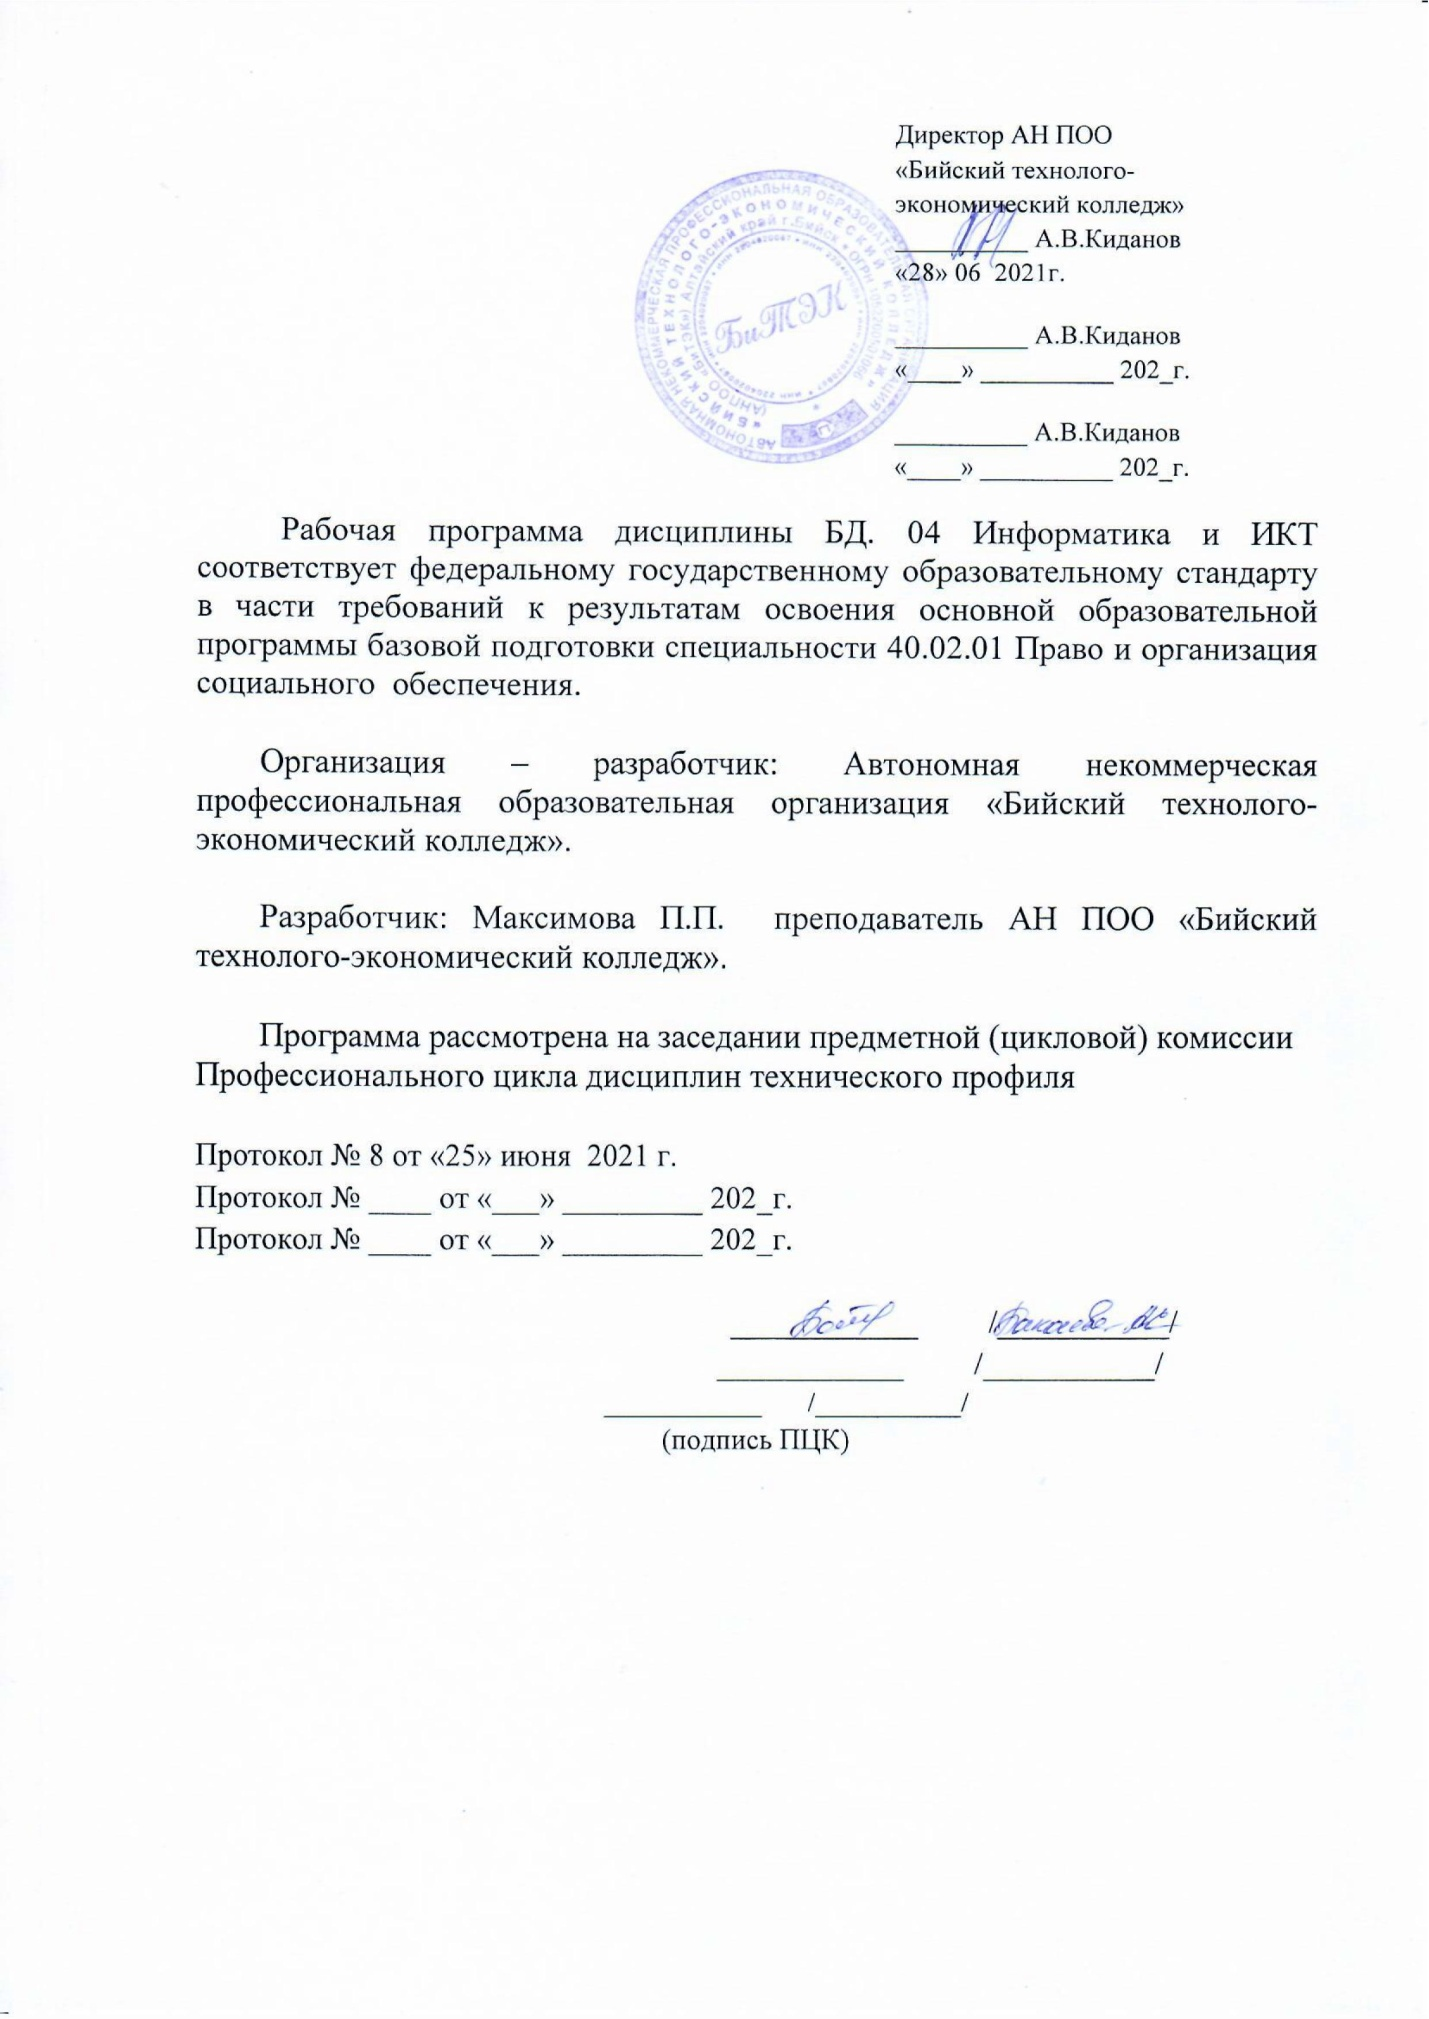 Директор АН ПОО
«Бийский технолого-
экономический колледж»
__________ А.В.Киданов
«28» 06 2021г.
__________ А.В.Киданов
«____» __________ 202_г.
__________ А.В.Киданов
«____» __________ 202_г.
БиТЭК
Рабочая программа дисциплины БД. 04 Информатика и ИКТ
соответствует федеральному государственному образовательному стандарту
в части требований к результатам освоения основной образовательной
программы базовой подготовки специальности 40.02.01 Право и организация
социального обеспечения.
Организация – разработчик: Автономная некоммерческая
профессиональная образовательная организация «Бийский технолого-
экономический колледж».
Разработчик: Максимова П.П. преподаватель АН ПОО «Бийский
технолого-экономический колледж».
Программа рассмотрена на заседании предметной (цикловой) комиссии
Профессионального цикла дисциплин технического профиля
Протокол № 8 от «25» июня 2021 г.
Протокол № ____ от «___» _________ 202_г.
Протокол № ____ от «___» _________ 202_г.
____________ /___________/
____________ /___________/
__________ /_________/
(подпись ПЦК)